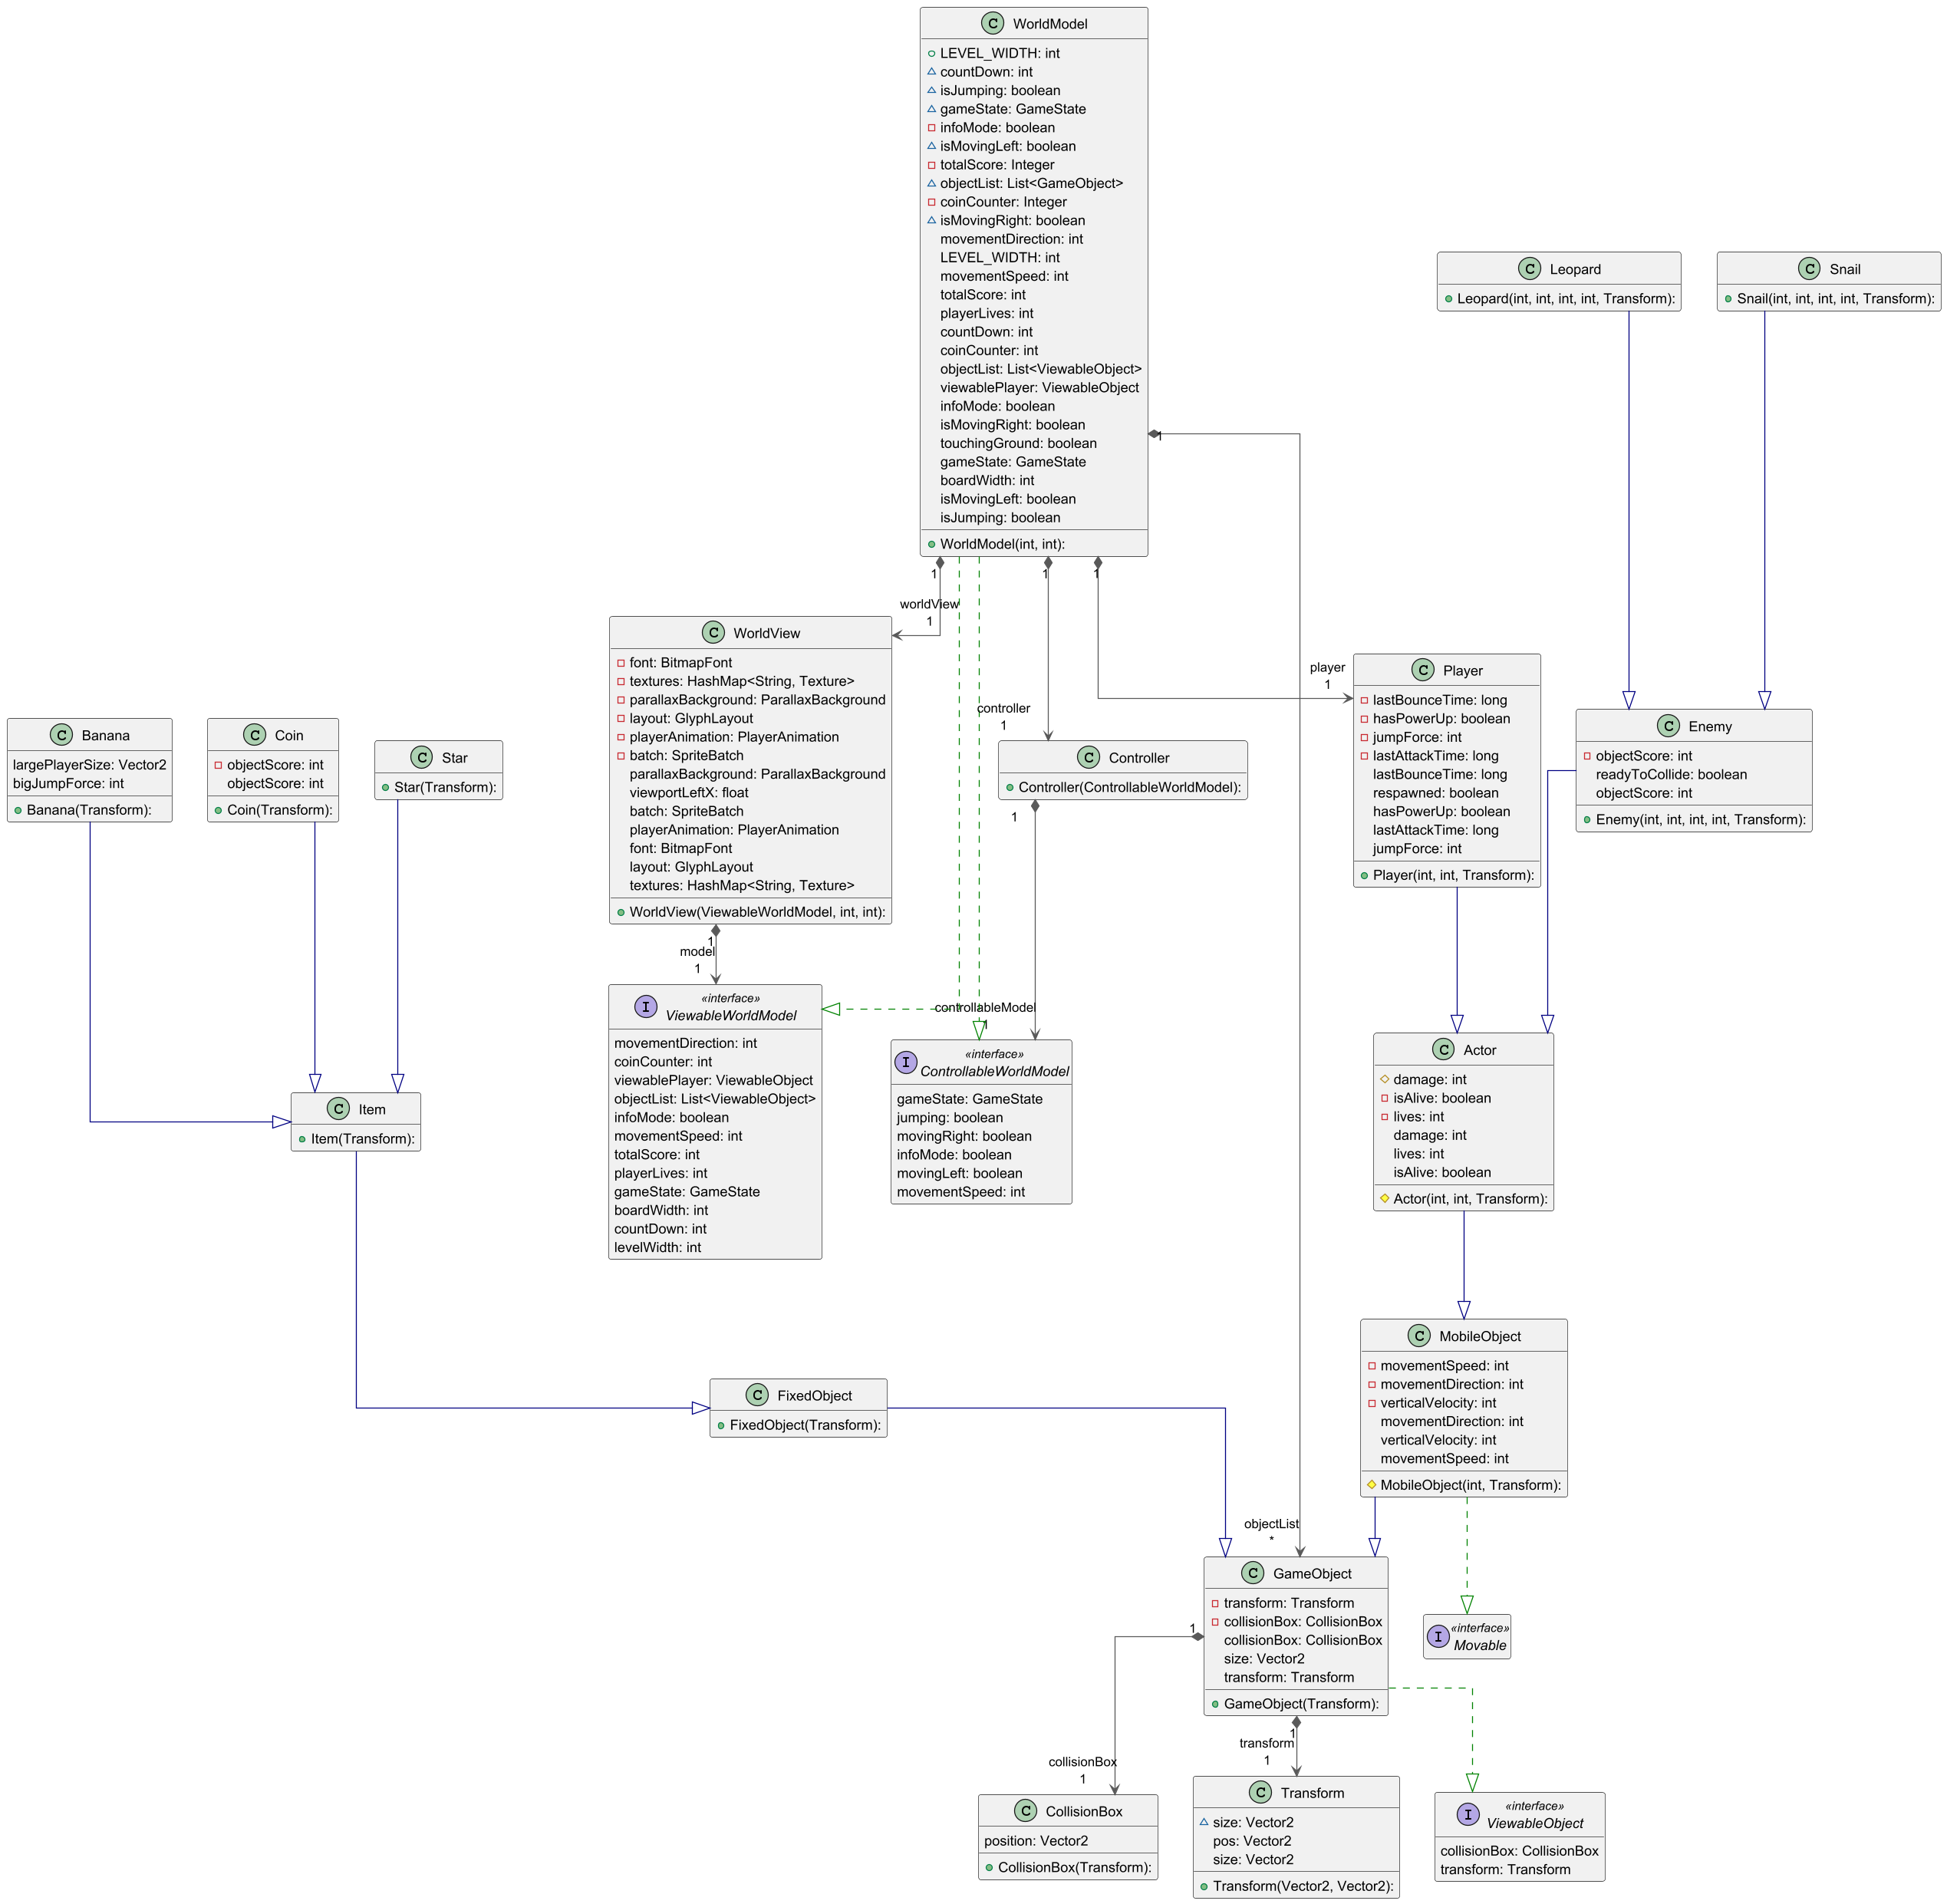 C WorldModel
LEVEL_WIDTH: int
countDown: int
isJumping: boolean
gameState: GameState
infoMode: boolean
isMovingLeft: boolean
totalScore: Integer
objectList: List<GameObject>
coinCounter: Integer
isMovingRight: boolean
movementDirection: int
LEVEL_WIDTH: int
movementSpeed: int
totalScore: int
playerLives: int
countDown: int
coinCounter: int
objectList: List<ViewableObject>
viewablePlayer: ViewableObject
infoMode: boolean
isMovingRight: boolean
touchingGround: boolean
gameState: GameState
boardWidth: int
isMovingLeft: boolean
isJumping: boolean
WorldModel(int, int):
1
1
1
1
C Leopard
Leopard(int, int, int, int, Transform):
C Snail
Snail(int, int, int, int, Transform):
worldView
1
controller
1
player
1
C WorldView
font: BitmapFont
textures: HashMap<String, Texture>
parallaxBackground: ParallaxBackground
layout: GlyphLayout
playerAnimation: PlayerAnimation
batch: SpriteBatch
parallaxBackground: ParallaxBackground
viewportLeftX: float
batch: SpriteBatch
playerAnimation: PlayerAnimation
font: BitmapFont
layout: GlyphLayout
textures: HashMap<String, Texture>
WorldView(ViewableWorldModel, int, int):
1
model
1
C Player
lastBounceTime: long
hasPowerUp: boolean
jumpForce: int
lastAttackTime: long
lastBounceTime: long
respawned: boolean
hasPowerUp: boolean
lastAttackTime: long
jumpForce: int
Player(int, int, Transform):
C Enemy
objectScore: int
readyToCollide: boolean
objectScore: int
Enemy(int, int, int, int, Transform):
C Banana
largePlayerSize: Vector2
bigJumpForce: int
Banana(Transform):
C Coin
objectScore: int
objectScore: int
Coin(Transform):
C Star
Star(Transform):
C Controller
Controller(ControllableWorldModel):
1
controllableModel
1
I «interface»
ViewableWorldModel
movementDirection: int
coinCounter: int
viewablePlayer: ViewableObject
objectList: List<ViewableObject>
infoMode: boolean
movementSpeed: int
totalScore: int
playerLives: int
gameState: GameState
boardWidth: int
countDown: int
levelWidth: int
I «interface»
ControllableWorldModel
gameState: GameState
jumping: boolean
movingRight: boolean
infoMode: boolean
movingLeft: boolean
movementSpeed: int
C Actor
damage: int
isAlive: boolean
lives: int
damage: int
lives: int
isAlive: boolean
Actor(int, int, Transform):
C Item
Item(Transform):
C MobileObject
movementSpeed: int
movementDirection: int
verticalVelocity: int
movementDirection: int
verticalVelocity: int
movementSpeed: int
MobileObject(int, Transform):
C FixedObject
FixedObject(Transform):
objectList
*
C GameObject
transform: Transform
collisionBox: CollisionBox
collisionBox: CollisionBox
size: Vector2
transform: Transform
GameObject(Transform):
1
1
I «interface»
Movable
collisionBox
1
transform
1
C CollisionBox
position: Vector2
CollisionBox(Transform):
C Transform
size: Vector2
pos: Vector2
size: Vector2
Transform(Vector2, Vector2):
I «interface»
ViewableObject
collisionBox: CollisionBox
transform: Transform